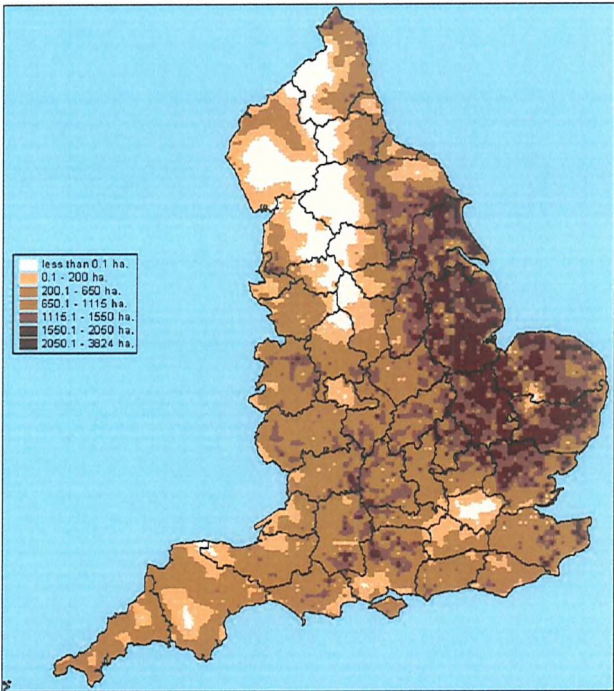 less than 0.1 ha.
0.1 - 200 ha.
200.1 - 650 ha.
650.1 - 1115 ha.
1115.1 - 1550 ha.
1550.1 - 2050 ha.
2050.1 - 3824 ha.